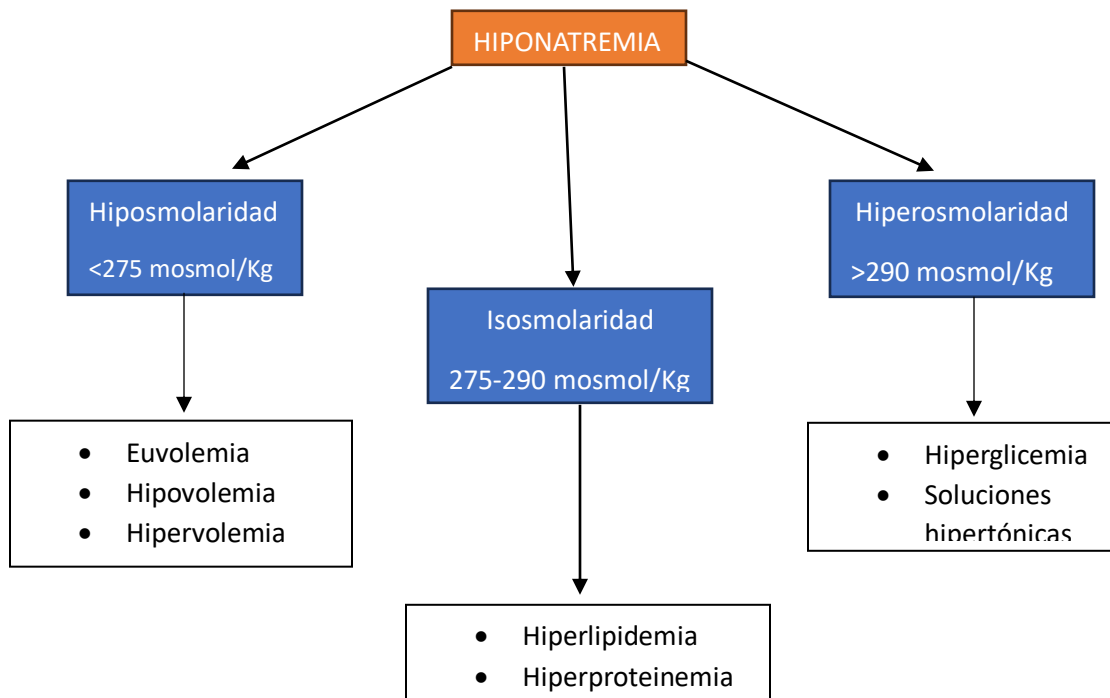 HIPONATREMIA
Hiposmolaridad
<275 mosmol/Kg
Isosmolaridad
275-290 mosmol/Kg
Hiperosmolaridad
>290 mosmol/Kg
• Euvolemia
• Hipovolemia
• Hipervolemia
• Hiperlipidemia
• Hiperproteinemia
• Hiperglicemia
• Soluciones
hipertónicas